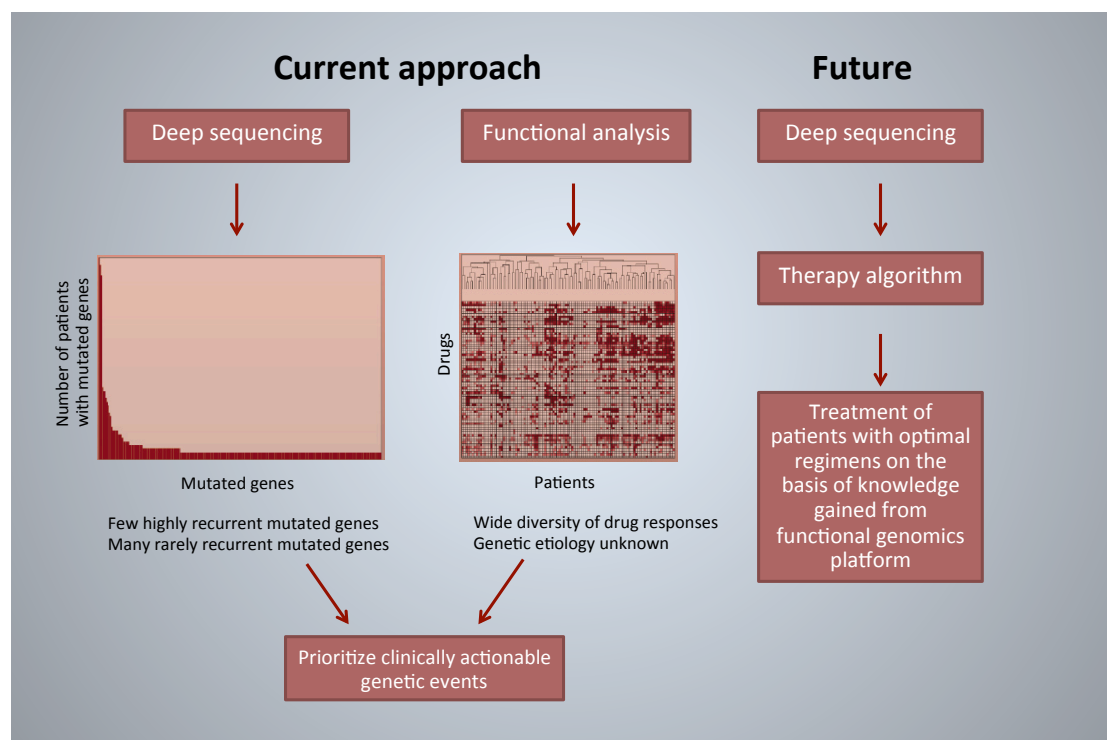 Current approach
Deep sequencing
Number of patients
with mutated genes
Mutated genes
Few highly recurrent mutated genes
Many rarely recurrent mutated genes
Functional analysis
Drugs
Patients
Wide diversity of drug responses
Genetic etiology unknown
Prioritize clinically actionable
genetic events
Future
Deep sequencing
Therapy algorithm
Treatment of
patients with optimal
regimens on the
basis of knowledge
gained from
functional genomics
platform